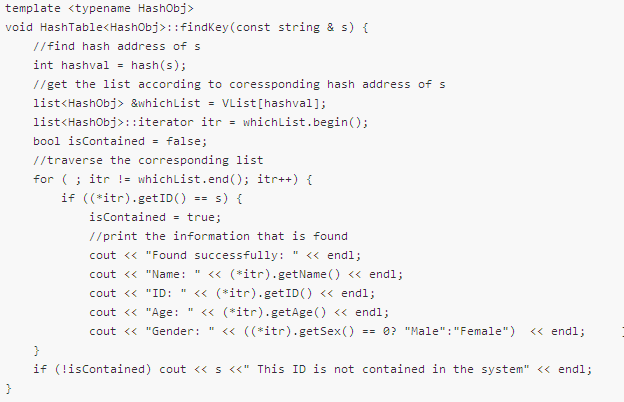 template <typename HashObj>
void HashTable<HashObj>::findKey(const string & s) {
    //find hash address of s
    int hashval = hash(s);
    //get the list according to coressponding hash address of s
    list<HashObj> &whichList = VList[hashval];
    list<HashObj>::iterator itr = whichList.begin();
    bool isContained = false;
    //traverse the corresponding list
    for ( ; itr != whichList.end(); itr++) {
        if ((*itr).getID() == s) {
            isContained = true;
            //print the information that is found
            cout << "Found successfully: " << endl;
            cout << "Name: " << (*itr).getName() << endl;
            cout << "ID: " << (*itr).getID() << endl;
            cout << "Age: " << (*itr).getAge() << endl;
            cout << "Gender: " << ((*itr).getSex() == 0? "Male":"Female")  << endl;     }
    }
    if (!isContained) cout << s <<" This ID is not contained in the system" << endl;
}